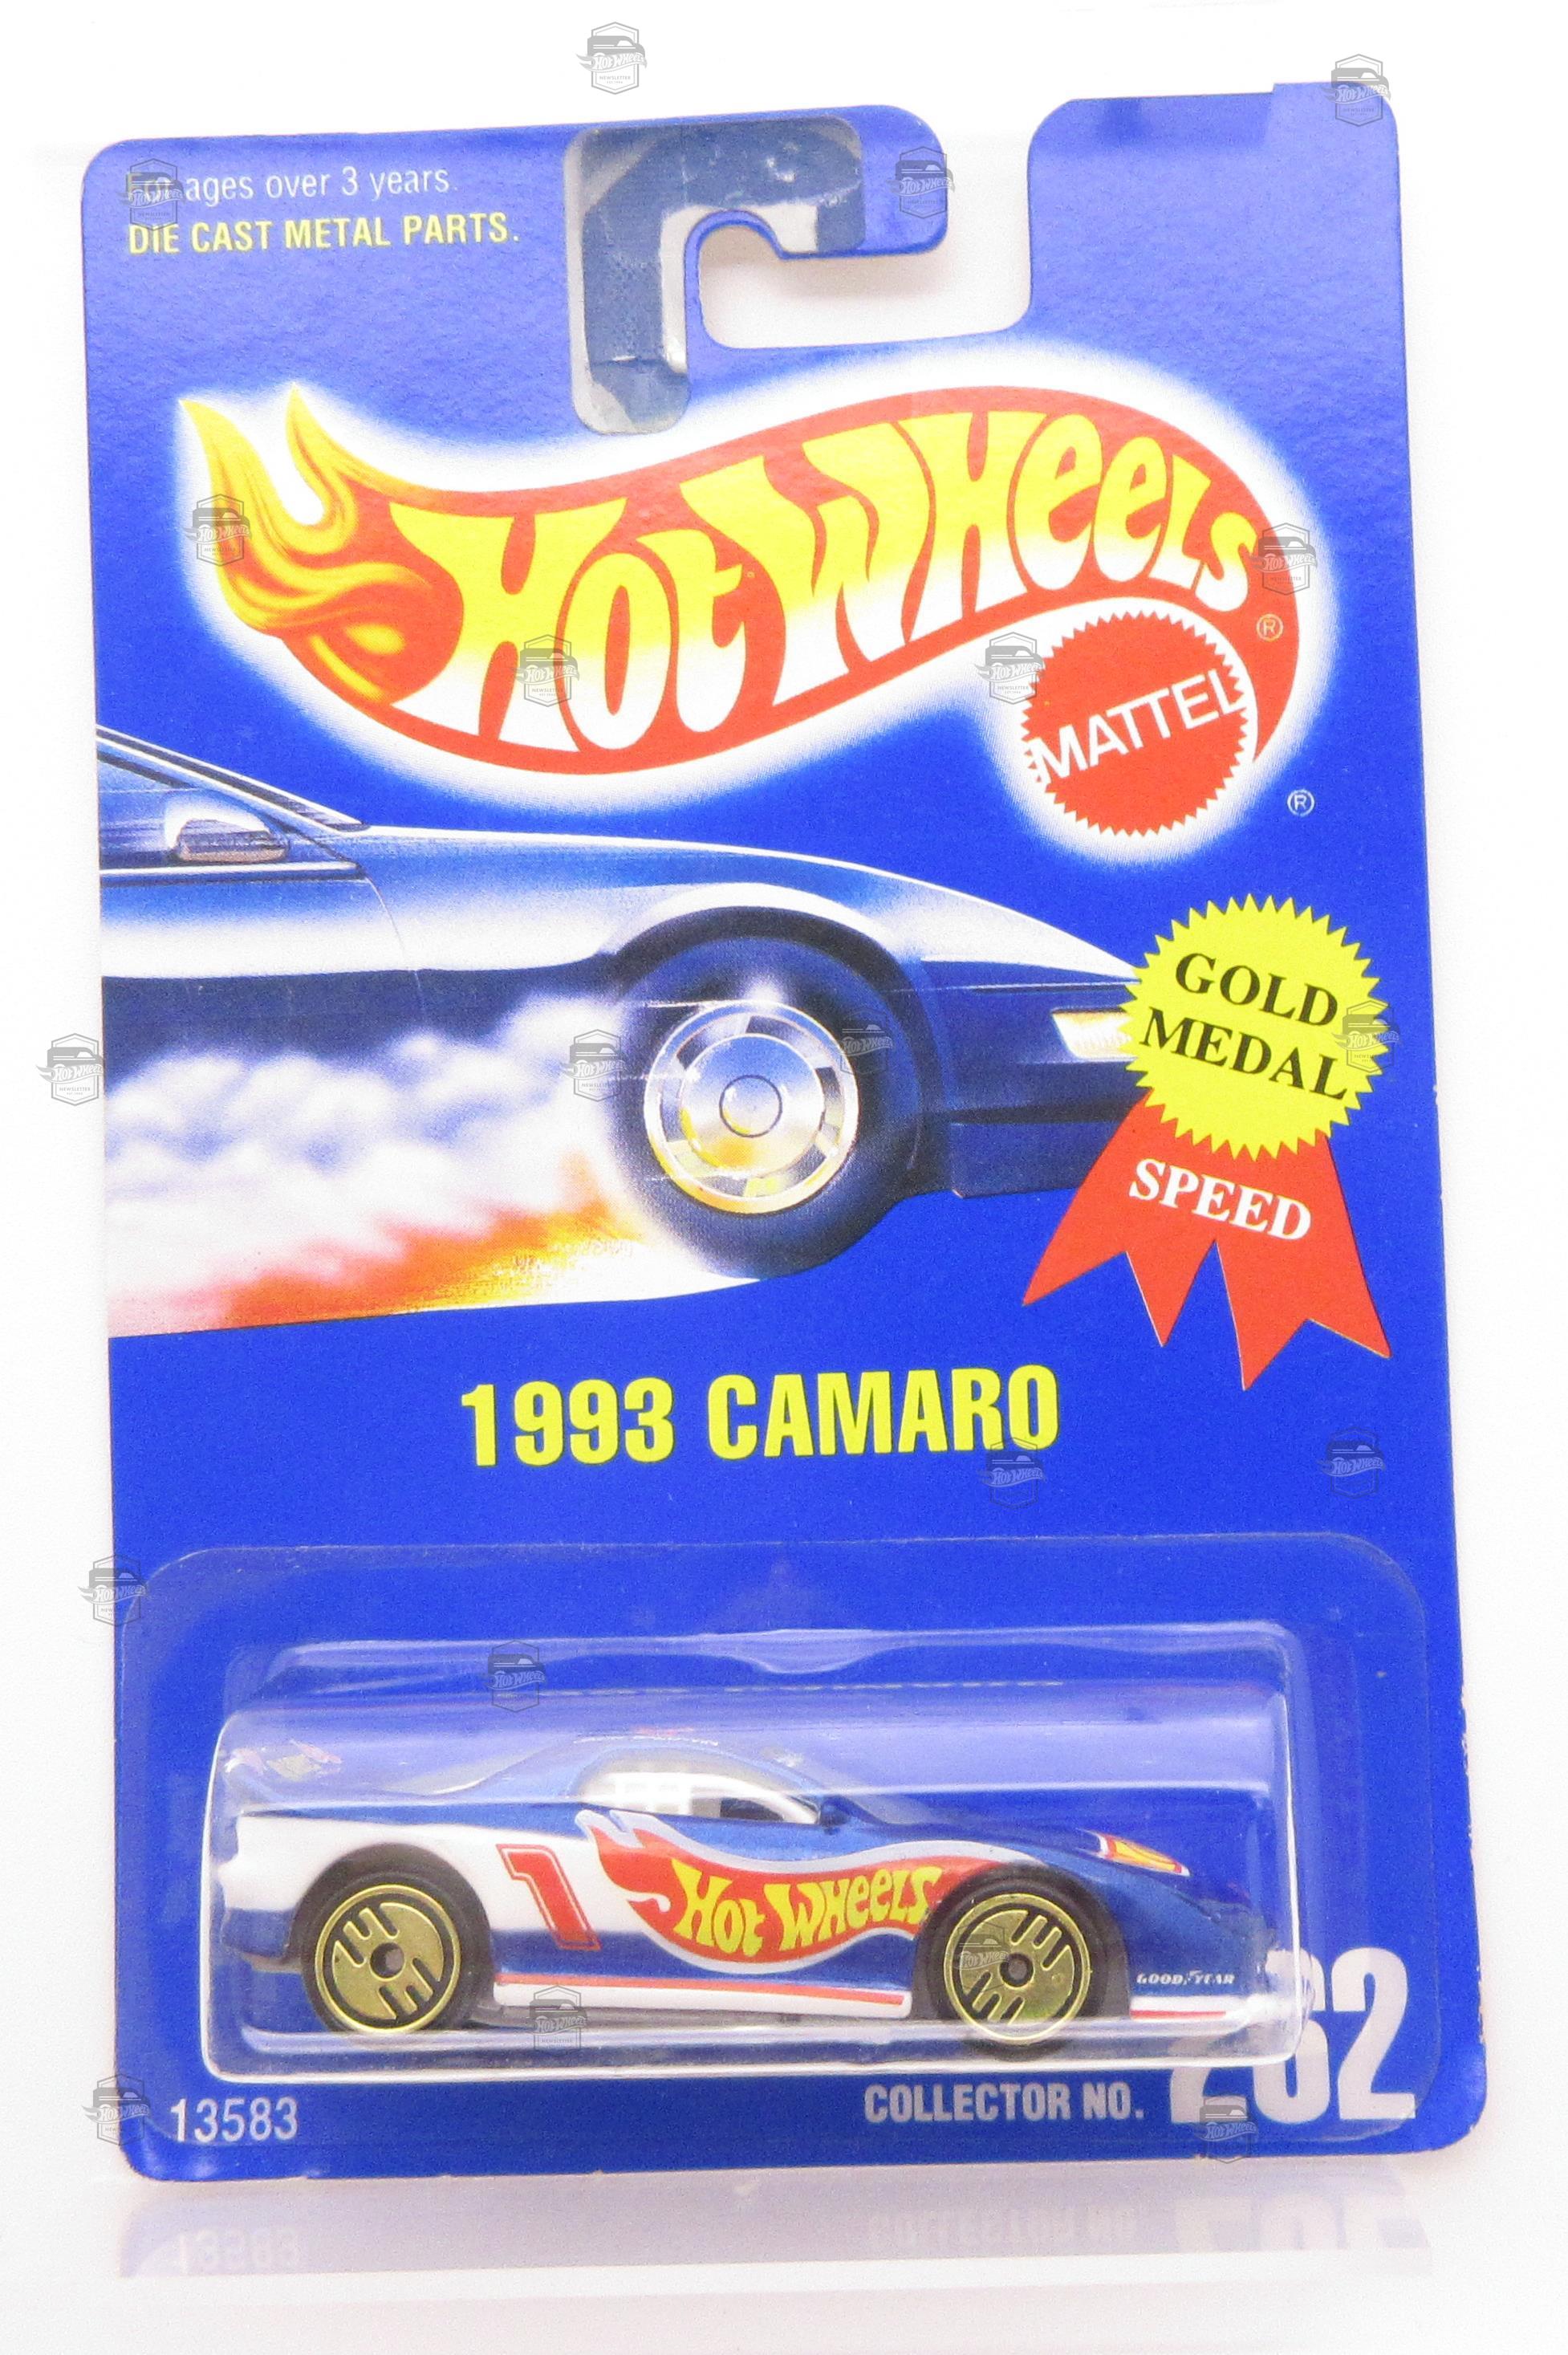 For ages over 3 years.
DIE CAST METAL PARTS.
HOT WHEELS ®
MATTEL
®
GOLD
MEDAL
SPEED
1993 CAMARO
1
HOT WHEELS
GOODYEAR
13583
COLLECTOR NO. 262